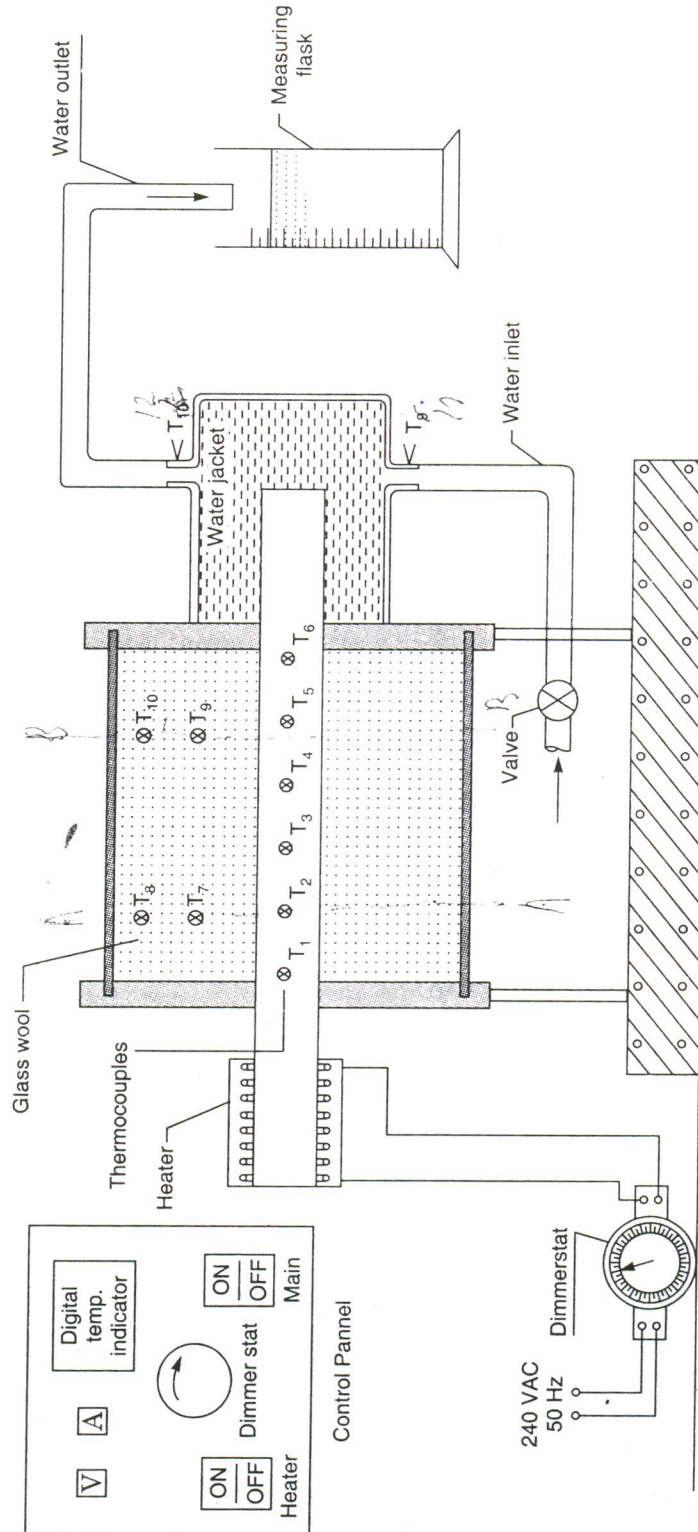 V
A
Digital
temp.
indicator
ON
OFF
Heater
Dimmer stat
ON
OFF
Main
Control Pannel
Glass wool
Thermocouples
Heater
T8
T7
T10
T9
T1
T2
T3
T4
T5
T6
A
A
B
B
Water jacket
T10
T9
Water outlet
Measuring
flask
Water inlet
Valve
Dimmerstat
240 VAC
50 Hz